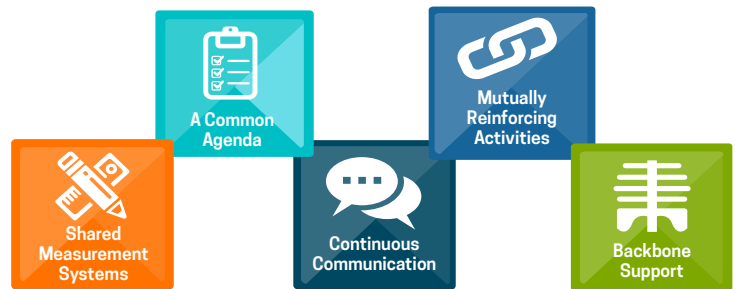 A Common
Agenda
Mutually
Reinforcing
Activities
Shared
Measurement
Systems
Continuous
Communication
Backbone
Support